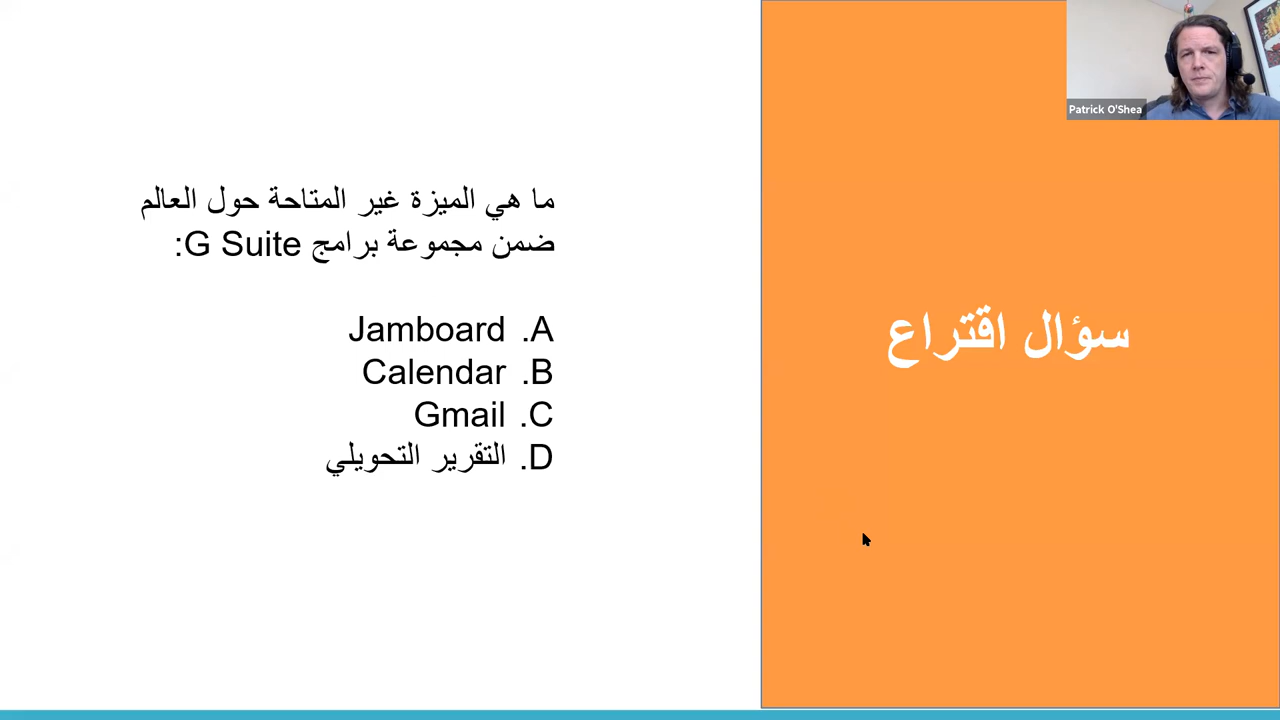 ما هي الميزة غير المتاحة حول العالم
ضمن مجموعة برامج G Suite:
A. Jamboard
B. Calendar
C. Gmail
D. التقرير التحويلي
سؤال اقتراع
Patrick O'Shea